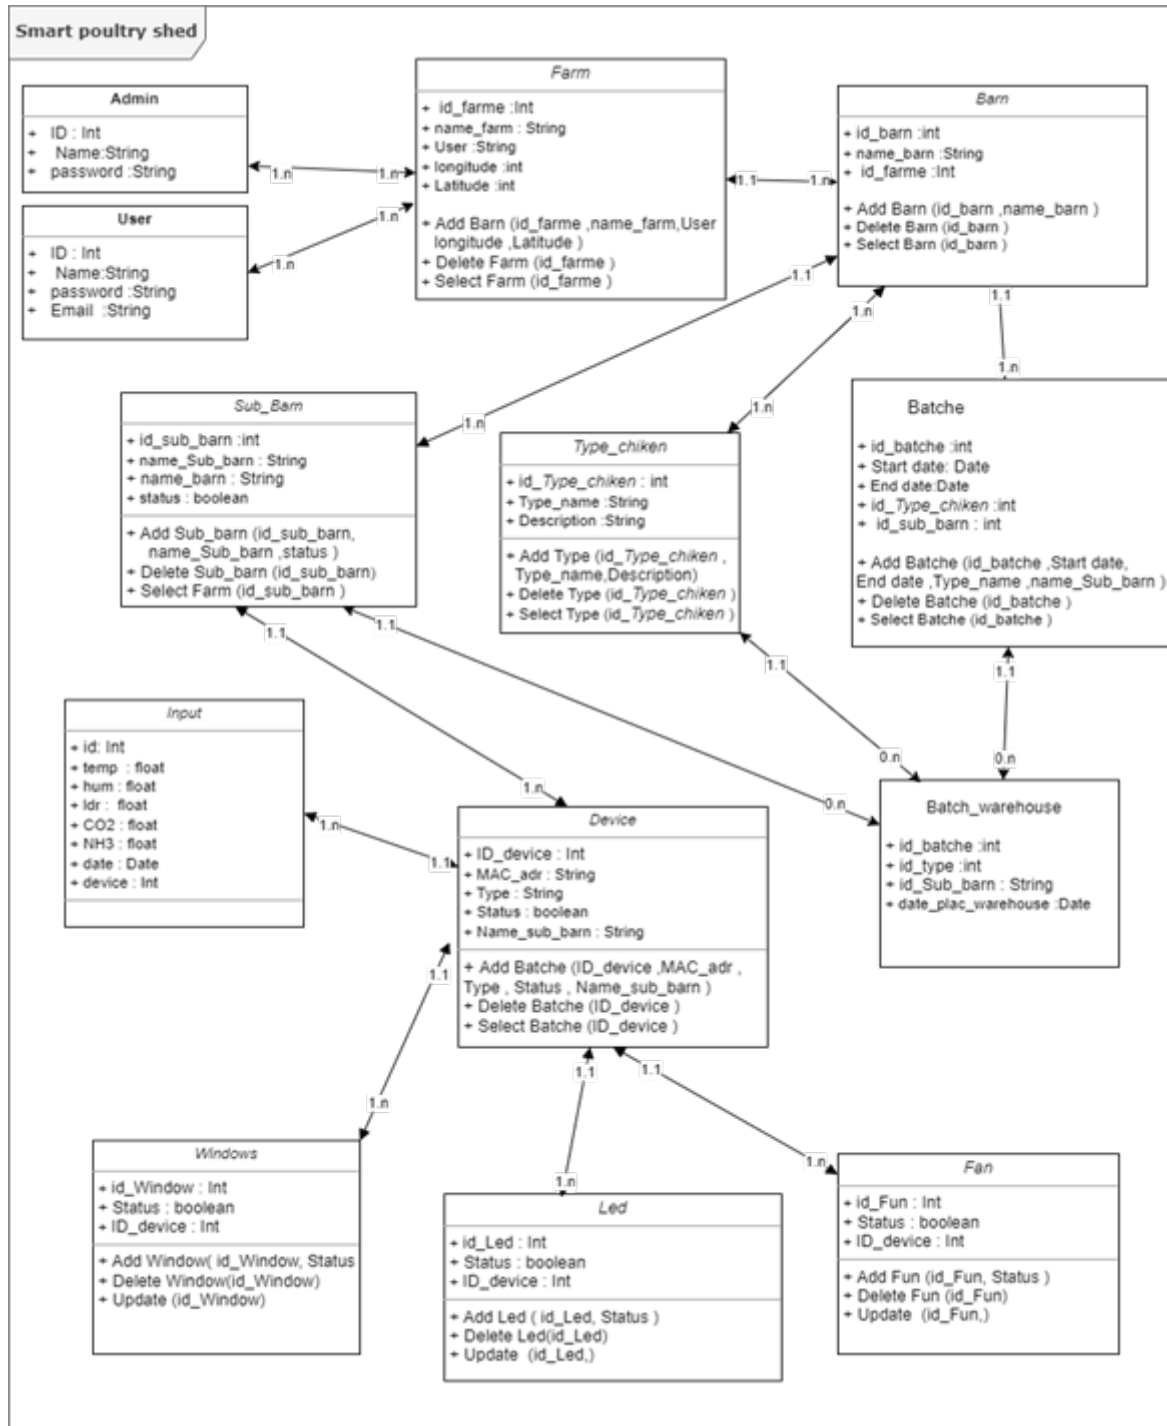 Smart poultry shed
Admin
+ ID : Int
+ Name:String
+ password :String
User
+ ID : Int
+ Name:String
+ password :String
+ Email :String
Farm
+ id_farme :Int
+ name_farm : String
+ User :String
+ longitude :int
+ Latitude :int
+ Add Barn (id_farme ,name_farm,User
longitude ,Latitude )
+ Delete Farm (id_farme )
+ Select Farm (id_farme )
Barn
+ id_barn :int
+ name_barn :String
+ id_farme :Int
+ Add Barn (id_barn ,name_barn )
+ Delete Barn (id_barn )
+ Select Barn (id_barn )
1.n
1.n
1.n
1.n
1.1
1.n
1.1
1.n
1.n
1.n
1.1
1.n
Sub_Barn
+ id_sub_barn :int
+ name_Sub_barn : String
+ name_barn : String
+ status : boolean
+ Add Sub_barn (id_sub_barn,
name_Sub_barn ,status )
+ Delete Sub_barn (id_sub_barn)
+ Select Farm (id_sub_barn )
Type_chiken
+ id_Type_chiken : int
+ Type_name :String
+ Description :String
+ Add Type (id_Type_chiken ,
Type_name,Description)
+ Delete Type (id_Type_chiken )
+ Select Type (id_Type_chiken )
Batche
+ id_batche :int
+ Start date: Date
+ End date:Date
+ id_Type_chiken :int
+ id_sub_barn : int
+ Add Batche (id_batche ,Start date,
End date ,Type_name ,name_Sub_barn )
+ Delete Batche (id_batche )
+ Select Batche (id_batche )
1.1
1.1
1.1
1.1
1.n
0.n
0.n
0.n
Input
+ id: Int
+ temp : float
+ hum : float
+ ldr : float
+ CO2 : float
+ NH3 : float
+ date : Date
+ device : Int
1.n
1.1
Device
+ ID_device : Int
+ MAC_adr : String
+ Type : String
+ Status : boolean
+ Name_sub_barn : String
+ Add Batche (ID_device ,MAC_adr ,
Type , Status , Name_sub_barn )
+ Delete Batche (ID_device )
+ Select Batche (ID_device )
Batch_warehouse
+ id_batche :int
+ id_type :int
+ id_Sub_barn : String
+ date_plac_warehouse :Date
1.1
1.n
1.1
1.n
1.1
1.n
Windows
+ id_Window : Int
+ Status : boolean
+ ID_device : Int
+ Add Window( id_Window, Status
+ Delete Window(id_Window)
+ Update (id_Window)
Led
+ id_Led : Int
+ Status : boolean
+ ID_device : Int
+ Add Led ( id_Led, Status )
+ Delete Led(id_Led)
+ Update (id_Led,)
Fan
+ id_Fun : Int
+ Status : boolean
+ ID_device : Int
+ Add Fun (id_Fun, Status )
+ Delete Fun (id_Fun)
+ Update (id_Fun,)